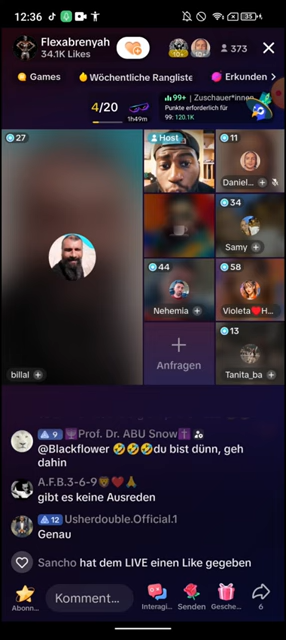 12:36
Flexabrenyah
34.1K Likes
373
Games
Wöchentliche Rangliste
Erkunden
4/20
1h49m
99+ | Zuschauer*innen
Punkte erforderlich für
99: 120.1K
27
Host
11
Daniel...
34
Samy
44
58
Nehemia
Violeta❤️H...
13
Anfragen
billal
Tanita_ba
9 🕎Prof. Dr. ABU Snow✝️
@Blackflower 🤣🤣🤣du bist dünn, geh
dahin
A.F.B.3-6-9🦁❤️🙏
gibt es keine Ausreden
12 Usherdouble.Official.1
Genau
Sancho hat dem LIVE einen Like gegeben
Abonn...
Komment...
Interagi...
Senden
Gesche...
6